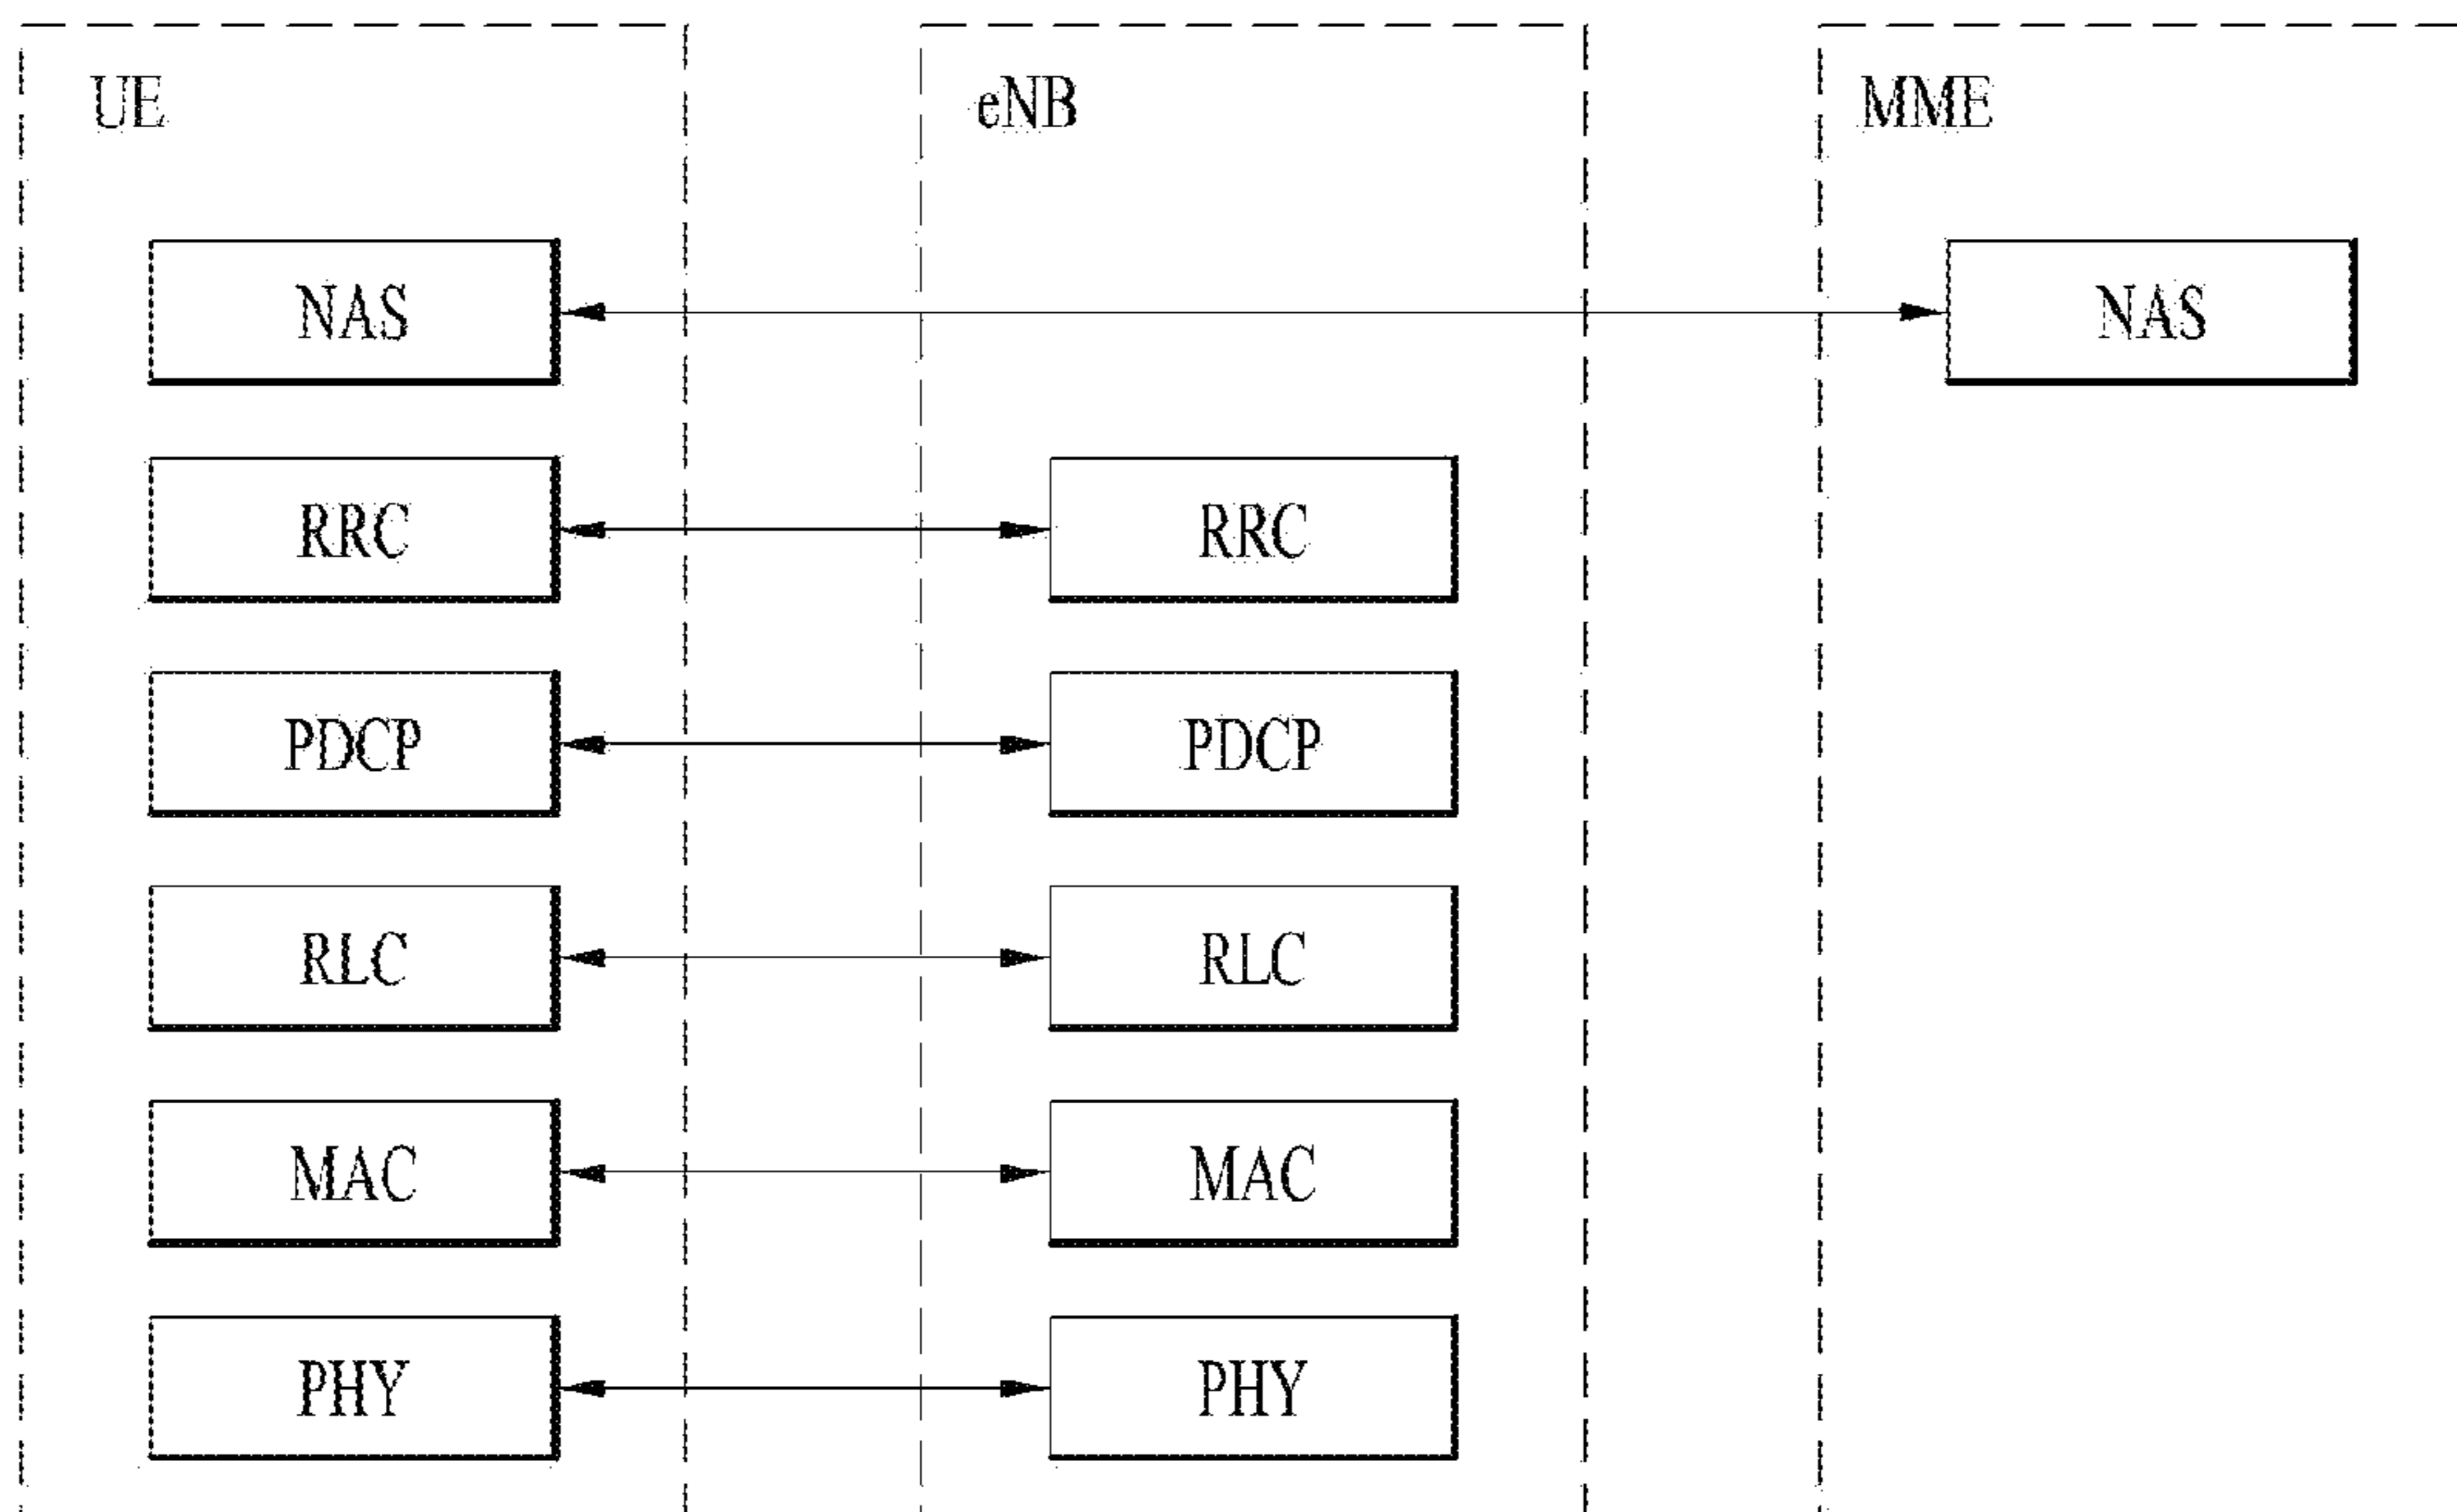 UE eNB MME
NAS NAS
RRC RRC
PDCP PDCP
RLC RLC
MAC MAC
PHY PHY